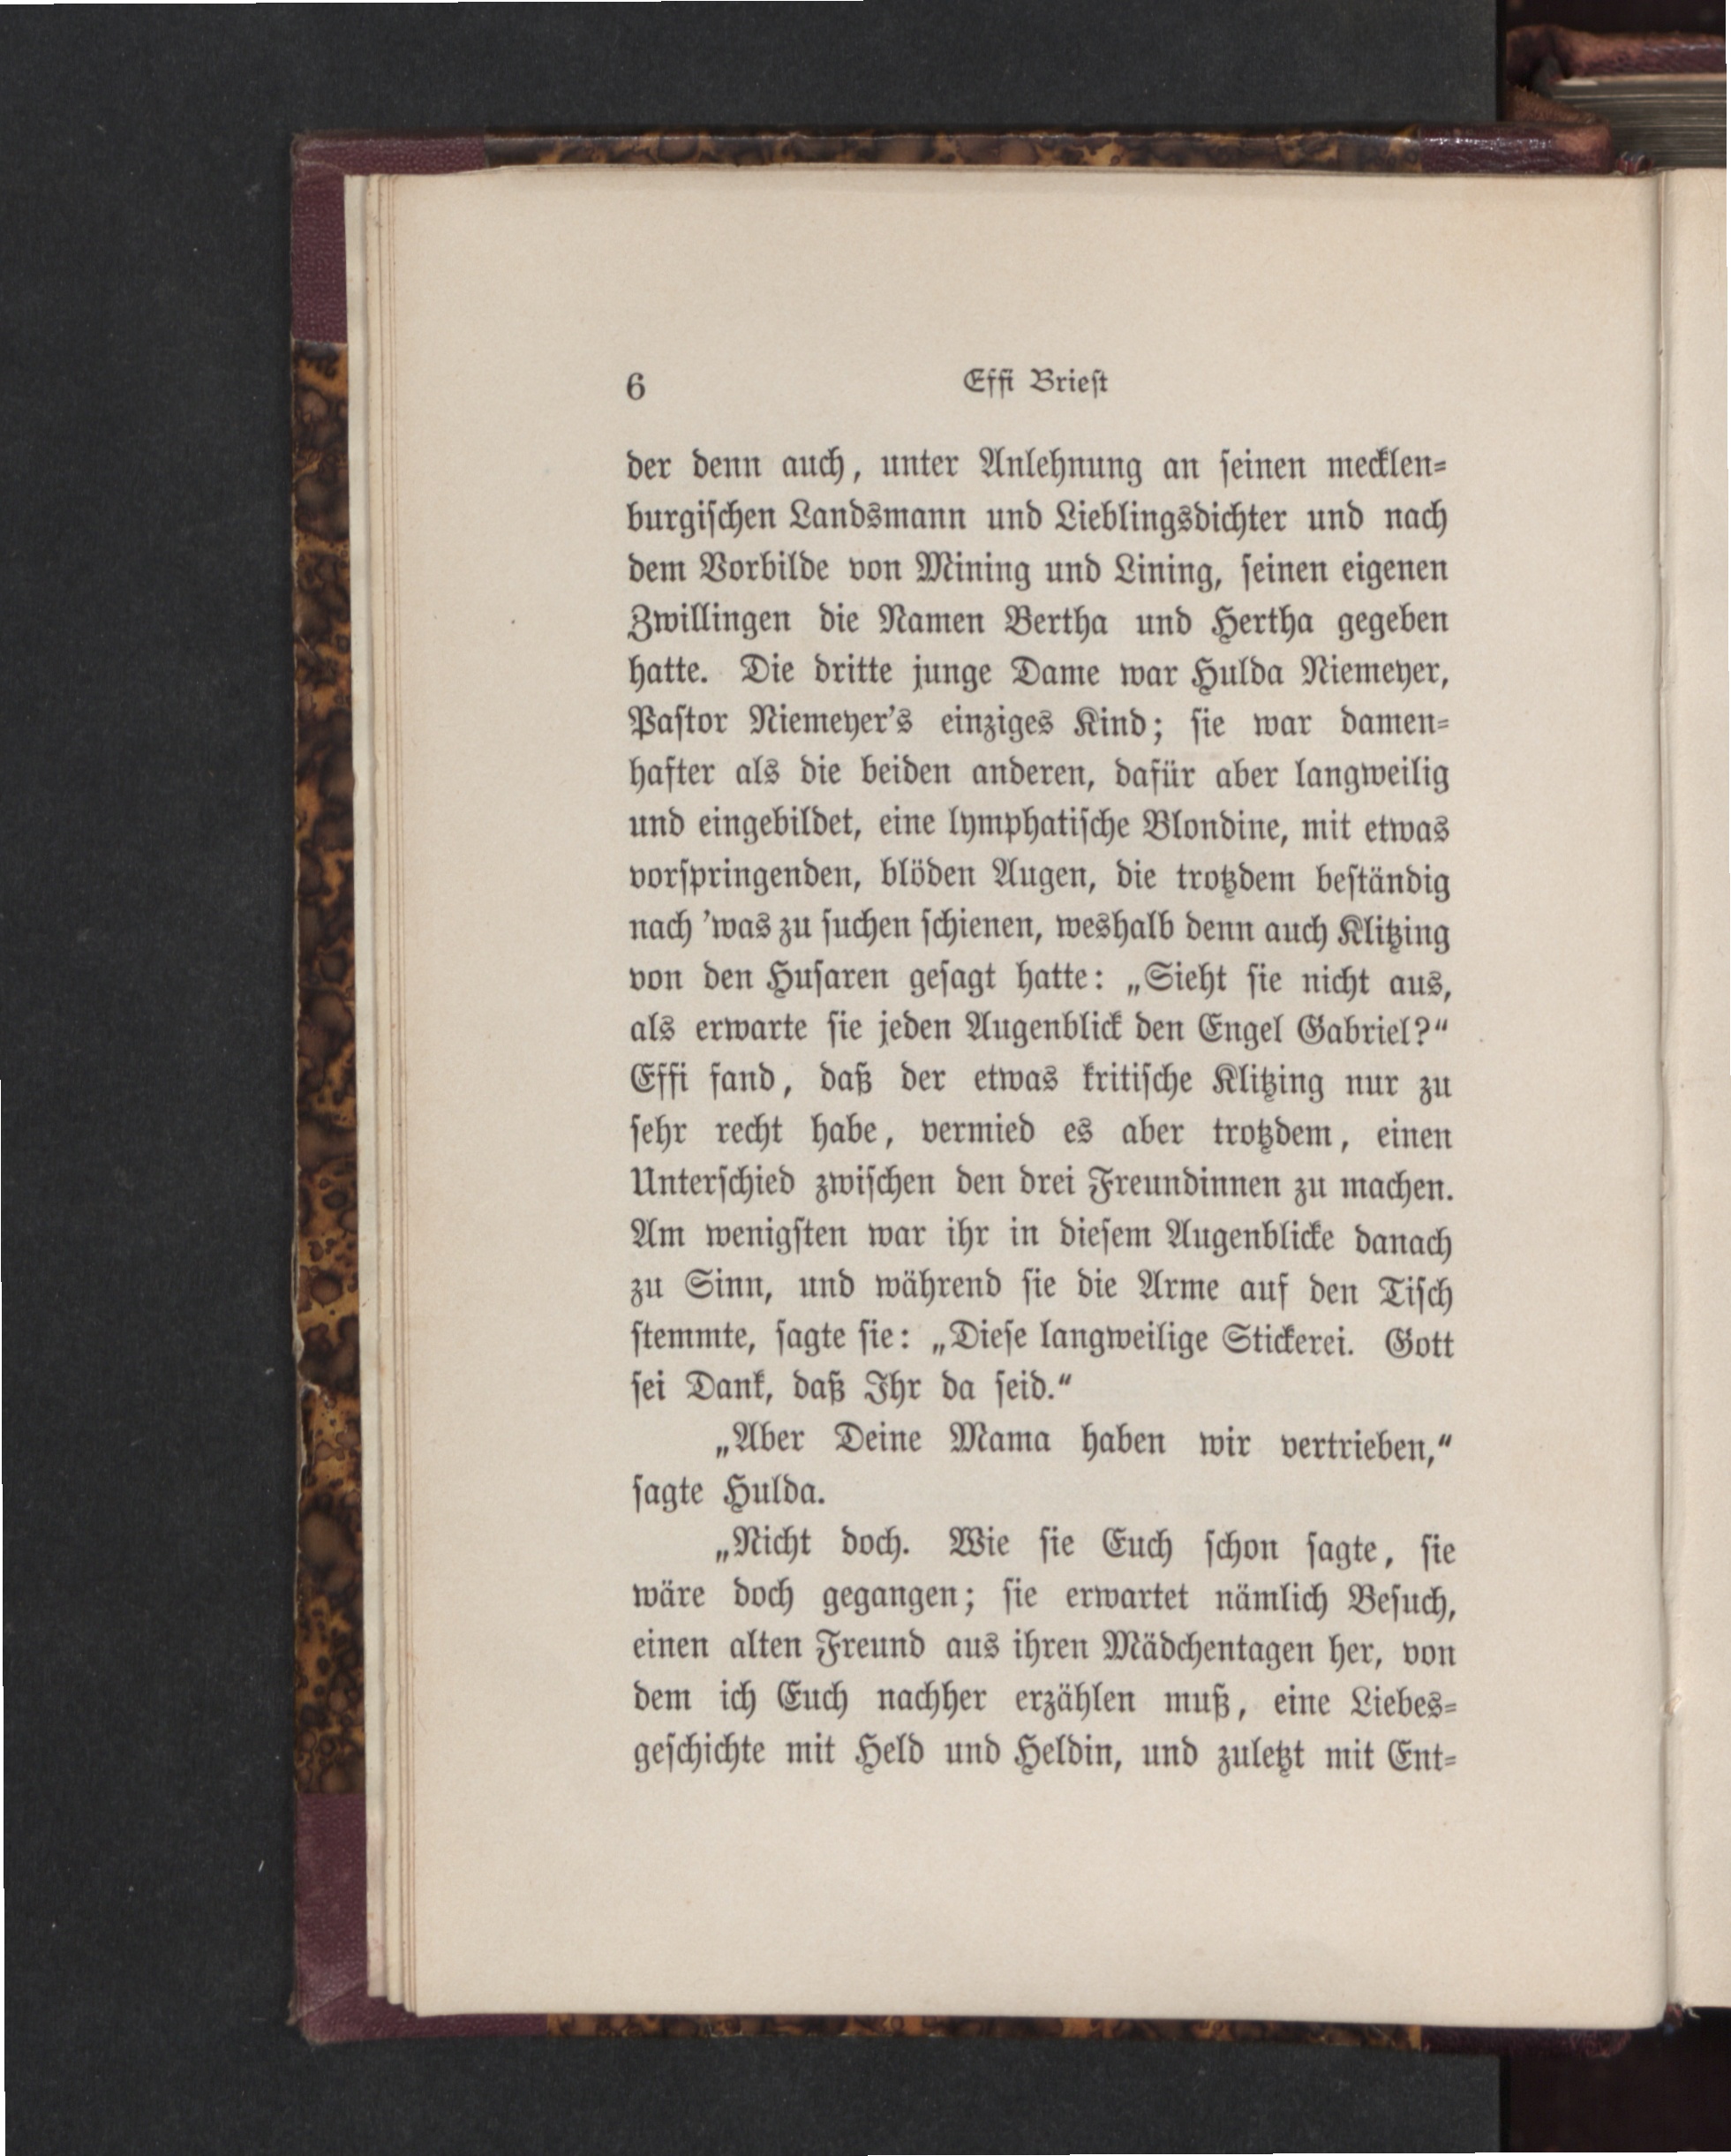 6 Effi Brieſt
der denn auch, unter Anlehnung an ſeinen mecklen⸗
burgiſchen Landsmann und Lieblingsdichter und nach
dem Vorbilde von Mining und Lining, ſeinen eigenen
Zwillingen die Namen Bertha und Hertha gegeben
hatte. Die dritte junge Dame war Hulda Niemeyer,
Paſtor Niemeyer's einziges Kind; ſie war damen⸗
hafter als die beiden anderen, dafür aber langweilig
und eingebildet, eine lymphatiſche Blondine, mit etwas
vorſpringenden, blöden Augen, die trotzdem beſtändig
nach 'was zu ſuchen ſchienen, weshalb denn auch Klitzing
von den Huſaren geſagt hatte: „Sieht ſie nicht aus,
als erwarte ſie jeden Augenblick den Engel Gabriel?“
Effi fand, daß der etwas kritiſche Klitzing nur zu
ſehr recht habe, vermied es aber trotzdem, einen
Unterſchied zwiſchen den drei Freundinnen zu machen.
Am wenigſten war ihr in dieſem Augenblicke danach
zu Sinn, und während ſie die Arme auf den Tiſch
ſtemmte, ſagte ſie: „Dieſe langweilige Stickerei. Gott
ſei Dank, daß Ihr da ſeid.“
„Aber Deine Mama haben wir vertrieben,“
ſagte Hulda.
„Nicht doch. Wie ſie Euch ſchon ſagte, ſie
wäre doch gegangen; ſie erwartet nämlich Beſuch,
einen alten Freund aus ihren Mädchentagen her, von
dem ich Euch nachher erzählen muß, eine Liebes⸗
geſchichte mit Held und Heldin, und zuletzt mit Ent⸗